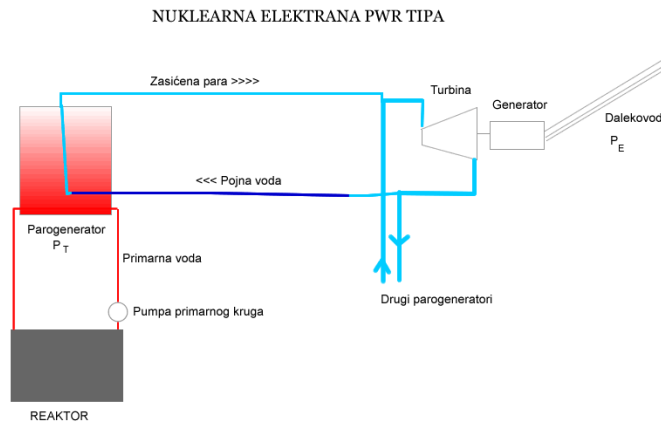 NUKLEARNA ELEKTRANA PWR TIPA
Zasićena para >>>>
Turbina
Generator
Dalekovod
P E
<<< Pojna voda
Parogenerator
P T
Primarna voda
Drugi parogeneratori
Pumpa primarnog kruga
REAKTOR